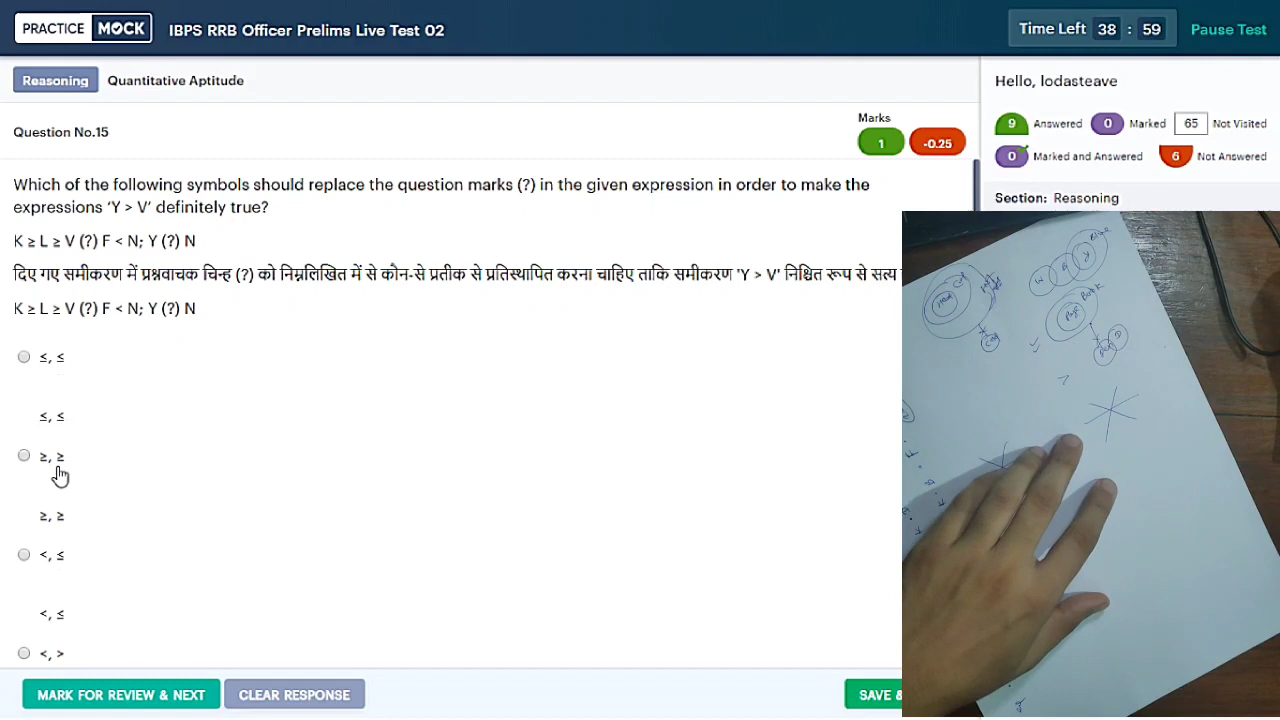 PRACTICE MOCK IBPS RRB Officer Prelims Live Test 02 Time Left 38 : 59 Pause Test
Reasoning Quantitative Aptitude
Hello, lodasteave
Question No.15
Marks
1 -0.25
9 Answered 0 Marked 65 Not Visited
0 Marked and Answered 6 Not Answered
Section: Reasoning
Which of the following symbols should replace the question marks (?) in the given expression in order to make the
expressions ‘Y > V’ definitely true?
K ≥ L ≥ V (?) F < N; Y (?) N
दिए गए समीकरण में प्रश्नवाचक चिन्ह (?) को निम्नलिखित में से कौन-से प्रतीक से प्रतिस्थापित करना चाहिए ताकि समीकरण 'Y > V' निश्चित रूप से सत्य
K ≥ L ≥ V (?) F < N; Y (?) N
≤, ≤
≤, ≤
≥, ≥
≥, ≥
<, ≤
<, ≤
<, >
MARK FOR REVIEW & NEXT CLEAR RESPONSE SAVE &